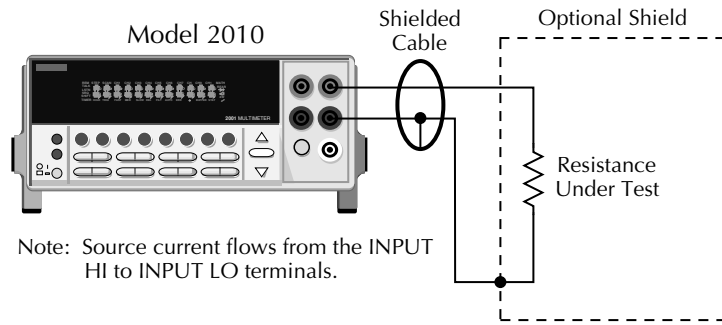 Model 2010
Shielded
Cable
Optional Shield
2001 MULTIMETER
Resistance
Under Test
Note: Source current flows from the INPUT
HI to INPUT LO terminals.